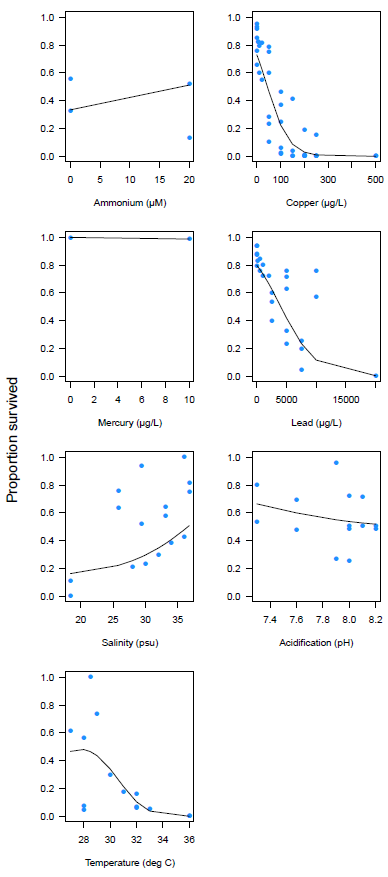 Proportion survived
1.0
0.8
0.6
0.4
0.2
0.0
0 5 10 15 20
Ammonium (µM)
1.0
0.8
0.6
0.4
0.2
0.0
0 100 300 500
Copper (µg/L)
1.0
0.8
0.6
0.4
0.2
0.0
0 2 4 6 8 10
Mercury (µg/L)
1.0
0.8
0.6
0.4
0.2
0.0
0 5000 15000
Lead (µg/L)
1.0
0.8
0.6
0.4
0.2
0.0
20 25 30 35
Salinity (psu)
1.0
0.8
0.6
0.4
0.2
0.0
7.4 7.6 7.8 8.0 8.2
Acidification (pH)
1.0
0.8
0.6
0.4
0.2
0.0
28 30 32 34 36
Temperature (deg C)